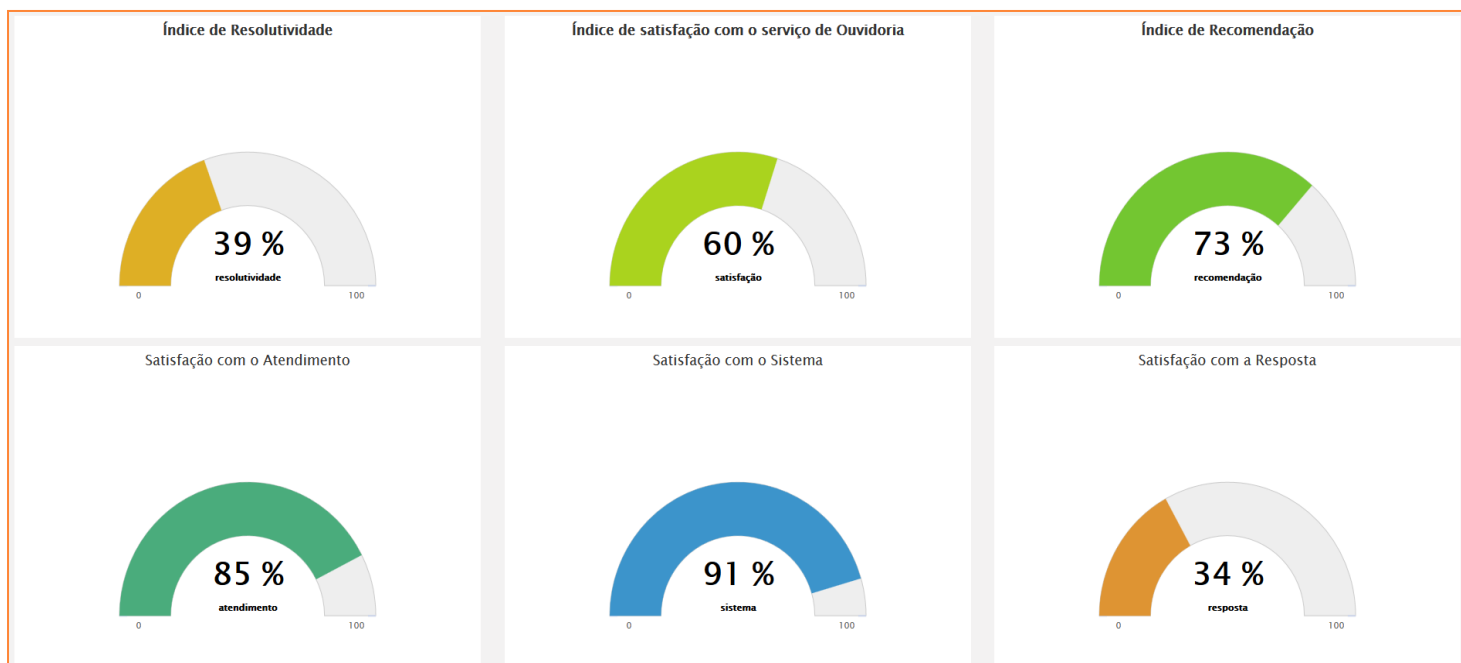 Índice de Resolutividade
39 %
resolutividade
0
100
Índice de satisfação com o serviço de Ouvidoria
60 %
satisfação
0
100
Índice de Recomendação
73 %
recomendação
0
100
Satisfação com o Atendimento
85 %
atendimento
0
100
Satisfação com o Sistema
91 %
sistema
0
100
Satisfação com a Resposta
34 %
resposta
0
100